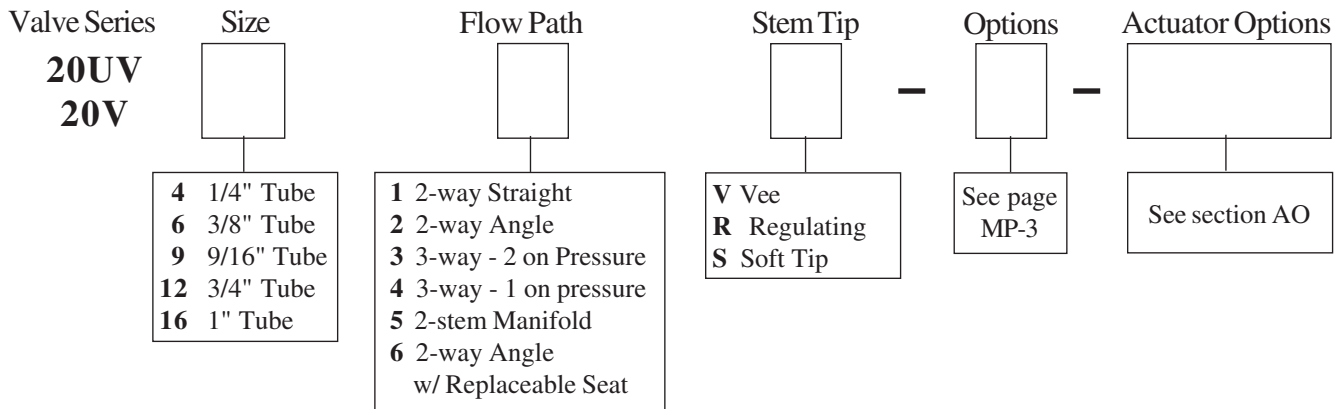 Valve Series Size Flow Path Stem Tip Options Actuator Options
20UV
20V
– –
4 1/4" Tube
6 3/8" Tube
9 9/16" Tube
12 3/4" Tube
16 1" Tube
1 2-way Straight
2 2-way Angle
3 3-way - 2 on Pressure
4 3-way - 1 on pressure
5 2-stem Manifold
6 2-way Angle
w/ Replaceable Seat
V Vee
R Regulating
S Soft Tip
See page
MP-3
See section AO